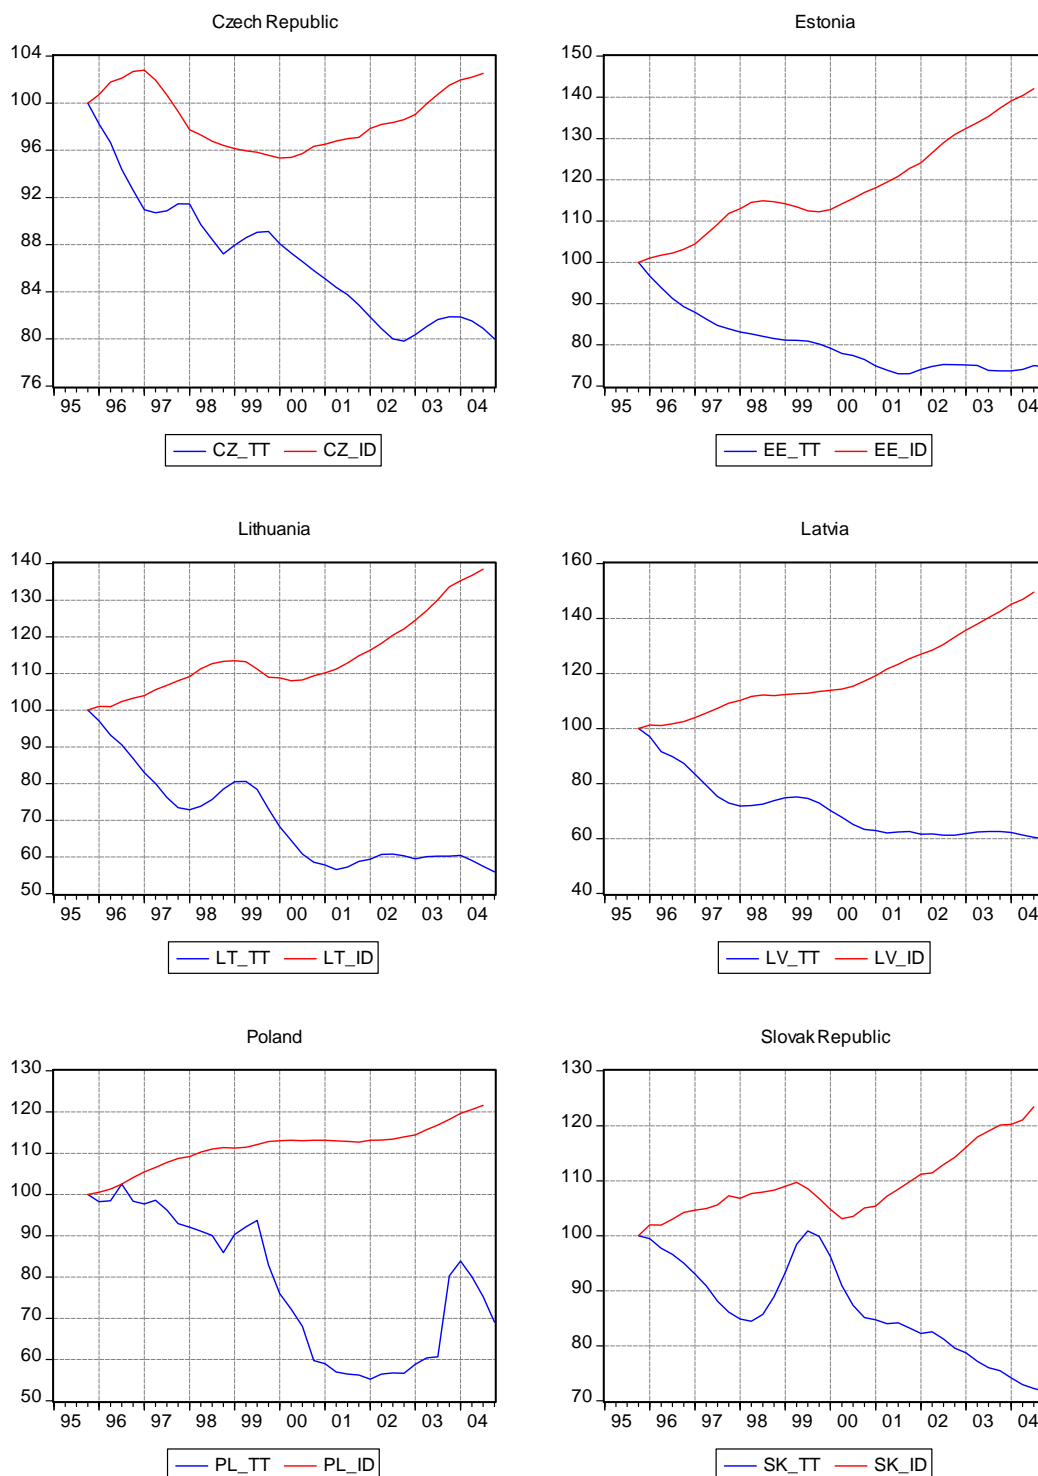 Czech Republic
104
100
96
92
88
84
80
76
95 96 97 98 99 00 01 02 03 04
CZ_TT CZ_ID
Estonia
150
140
130
120
110
100
90
80
70
95 96 97 98 99 00 01 02 03 04
EE_TT EE_ID
Lithuania
140
130
120
110
100
90
80
70
60
50
95 96 97 98 99 00 01 02 03 04
LT_TT LT_ID
Latvia
160
140
120
100
80
60
40
95 96 97 98 99 00 01 02 03 04
LV_TT LV_ID
Poland
130
120
110
100
90
80
70
60
50
95 96 97 98 99 00 01 02 03 04
PL_TT PL_ID
Slovak Republic
130
120
110
100
90
80
70
95 96 97 98 99 00 01 02 03 04
SK_TT SK_ID